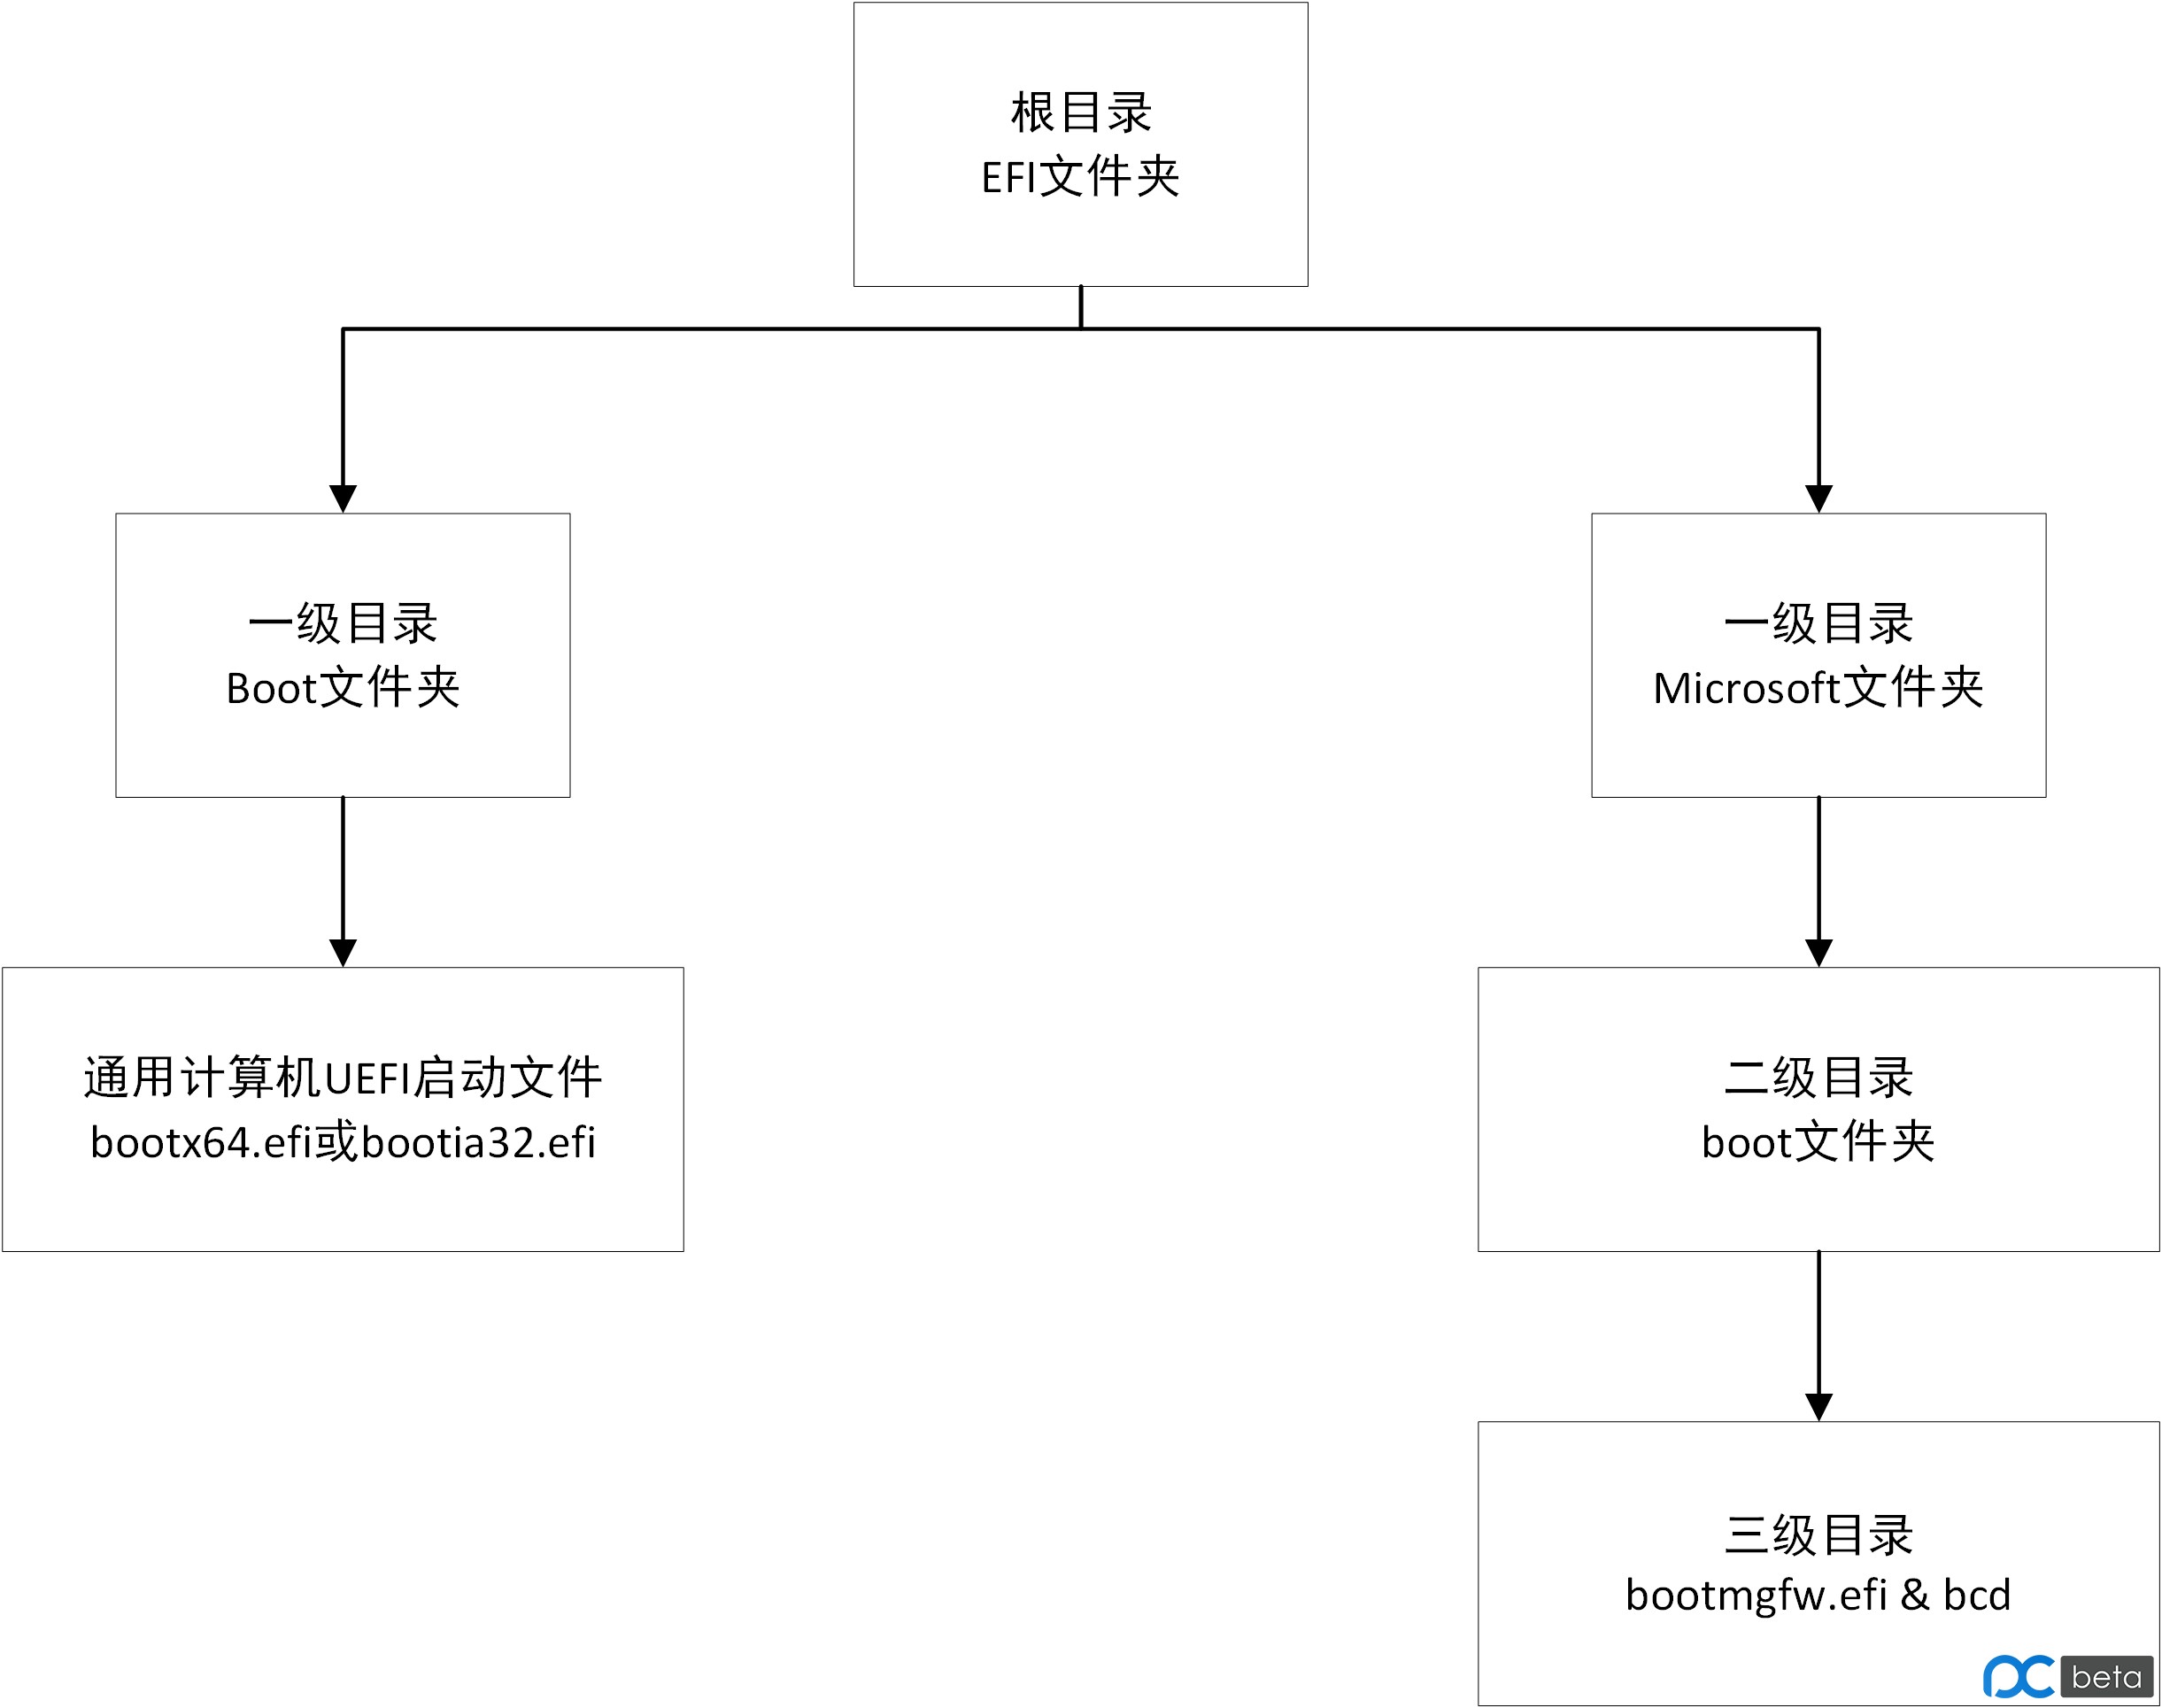 根目录
EFI文件夹
一级目录
Boot文件夹
一级目录
Microsoft文件夹
通用计算机UEFI启动文件
bootx64.efi或bootia32.efi
二级目录
boot文件夹
三级目录
bootmgfw.efi & bcd
pc beta